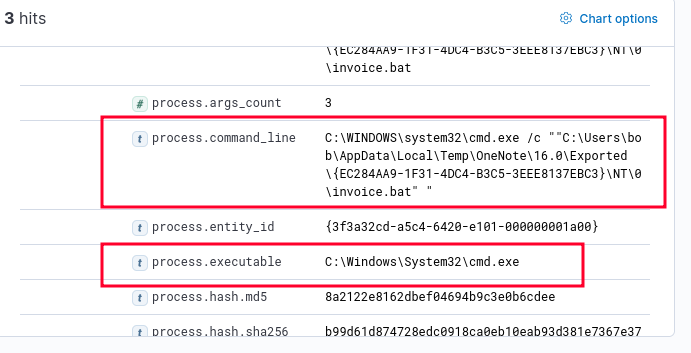 3 hits
Chart options
\{EC284AA9-1F31-4DC4-B3C5-3EEE8137EBC3}\NT\0
\invoice.bat
# process.args_count 3
t process.command_line C:\WINDOWS\system32\cmd.exe /c ""C:\Users\bo
b\AppData\Local\Temp\OneNote\16.0\Exported
\{EC284AA9-1F31-4DC4-B3C5-3EEE8137EBC3}\NT\0
\invoice.bat" "
t process.entity_id {3f3a32cd-a5c4-6420-e101-000000001a00}
t process.executable C:\Windows\System32\cmd.exe
t process.hash.md5 8a2122e8162dbef04694b9c3e0b6cdee
t process.hash.sha256 b99d61d874728edc0918ca0eb10eab93d381e7367e37